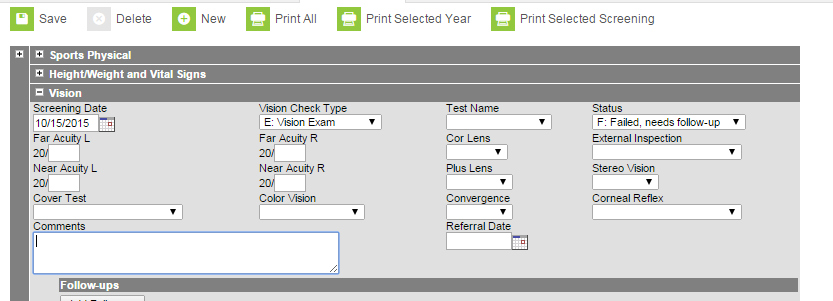 Save Delete New Print All Print Selected Year Print Selected Screening
Sports Physical
Height/Weight and Vital Signs
Vision
Screening Date Vision Check Type Test Name Status
10/15/2015 E: Vision Exam F: Failed, needs follow-up
Far Acuity L Far Acuity R Cor Lens External Inspection
20/ 20/
Near Acuity L Near Acuity R Plus Lens Stereo Vision
20/ 20/
Cover Test Color Vision Convergence Corneal Reflex
Comments Referral Date
Follow-ups